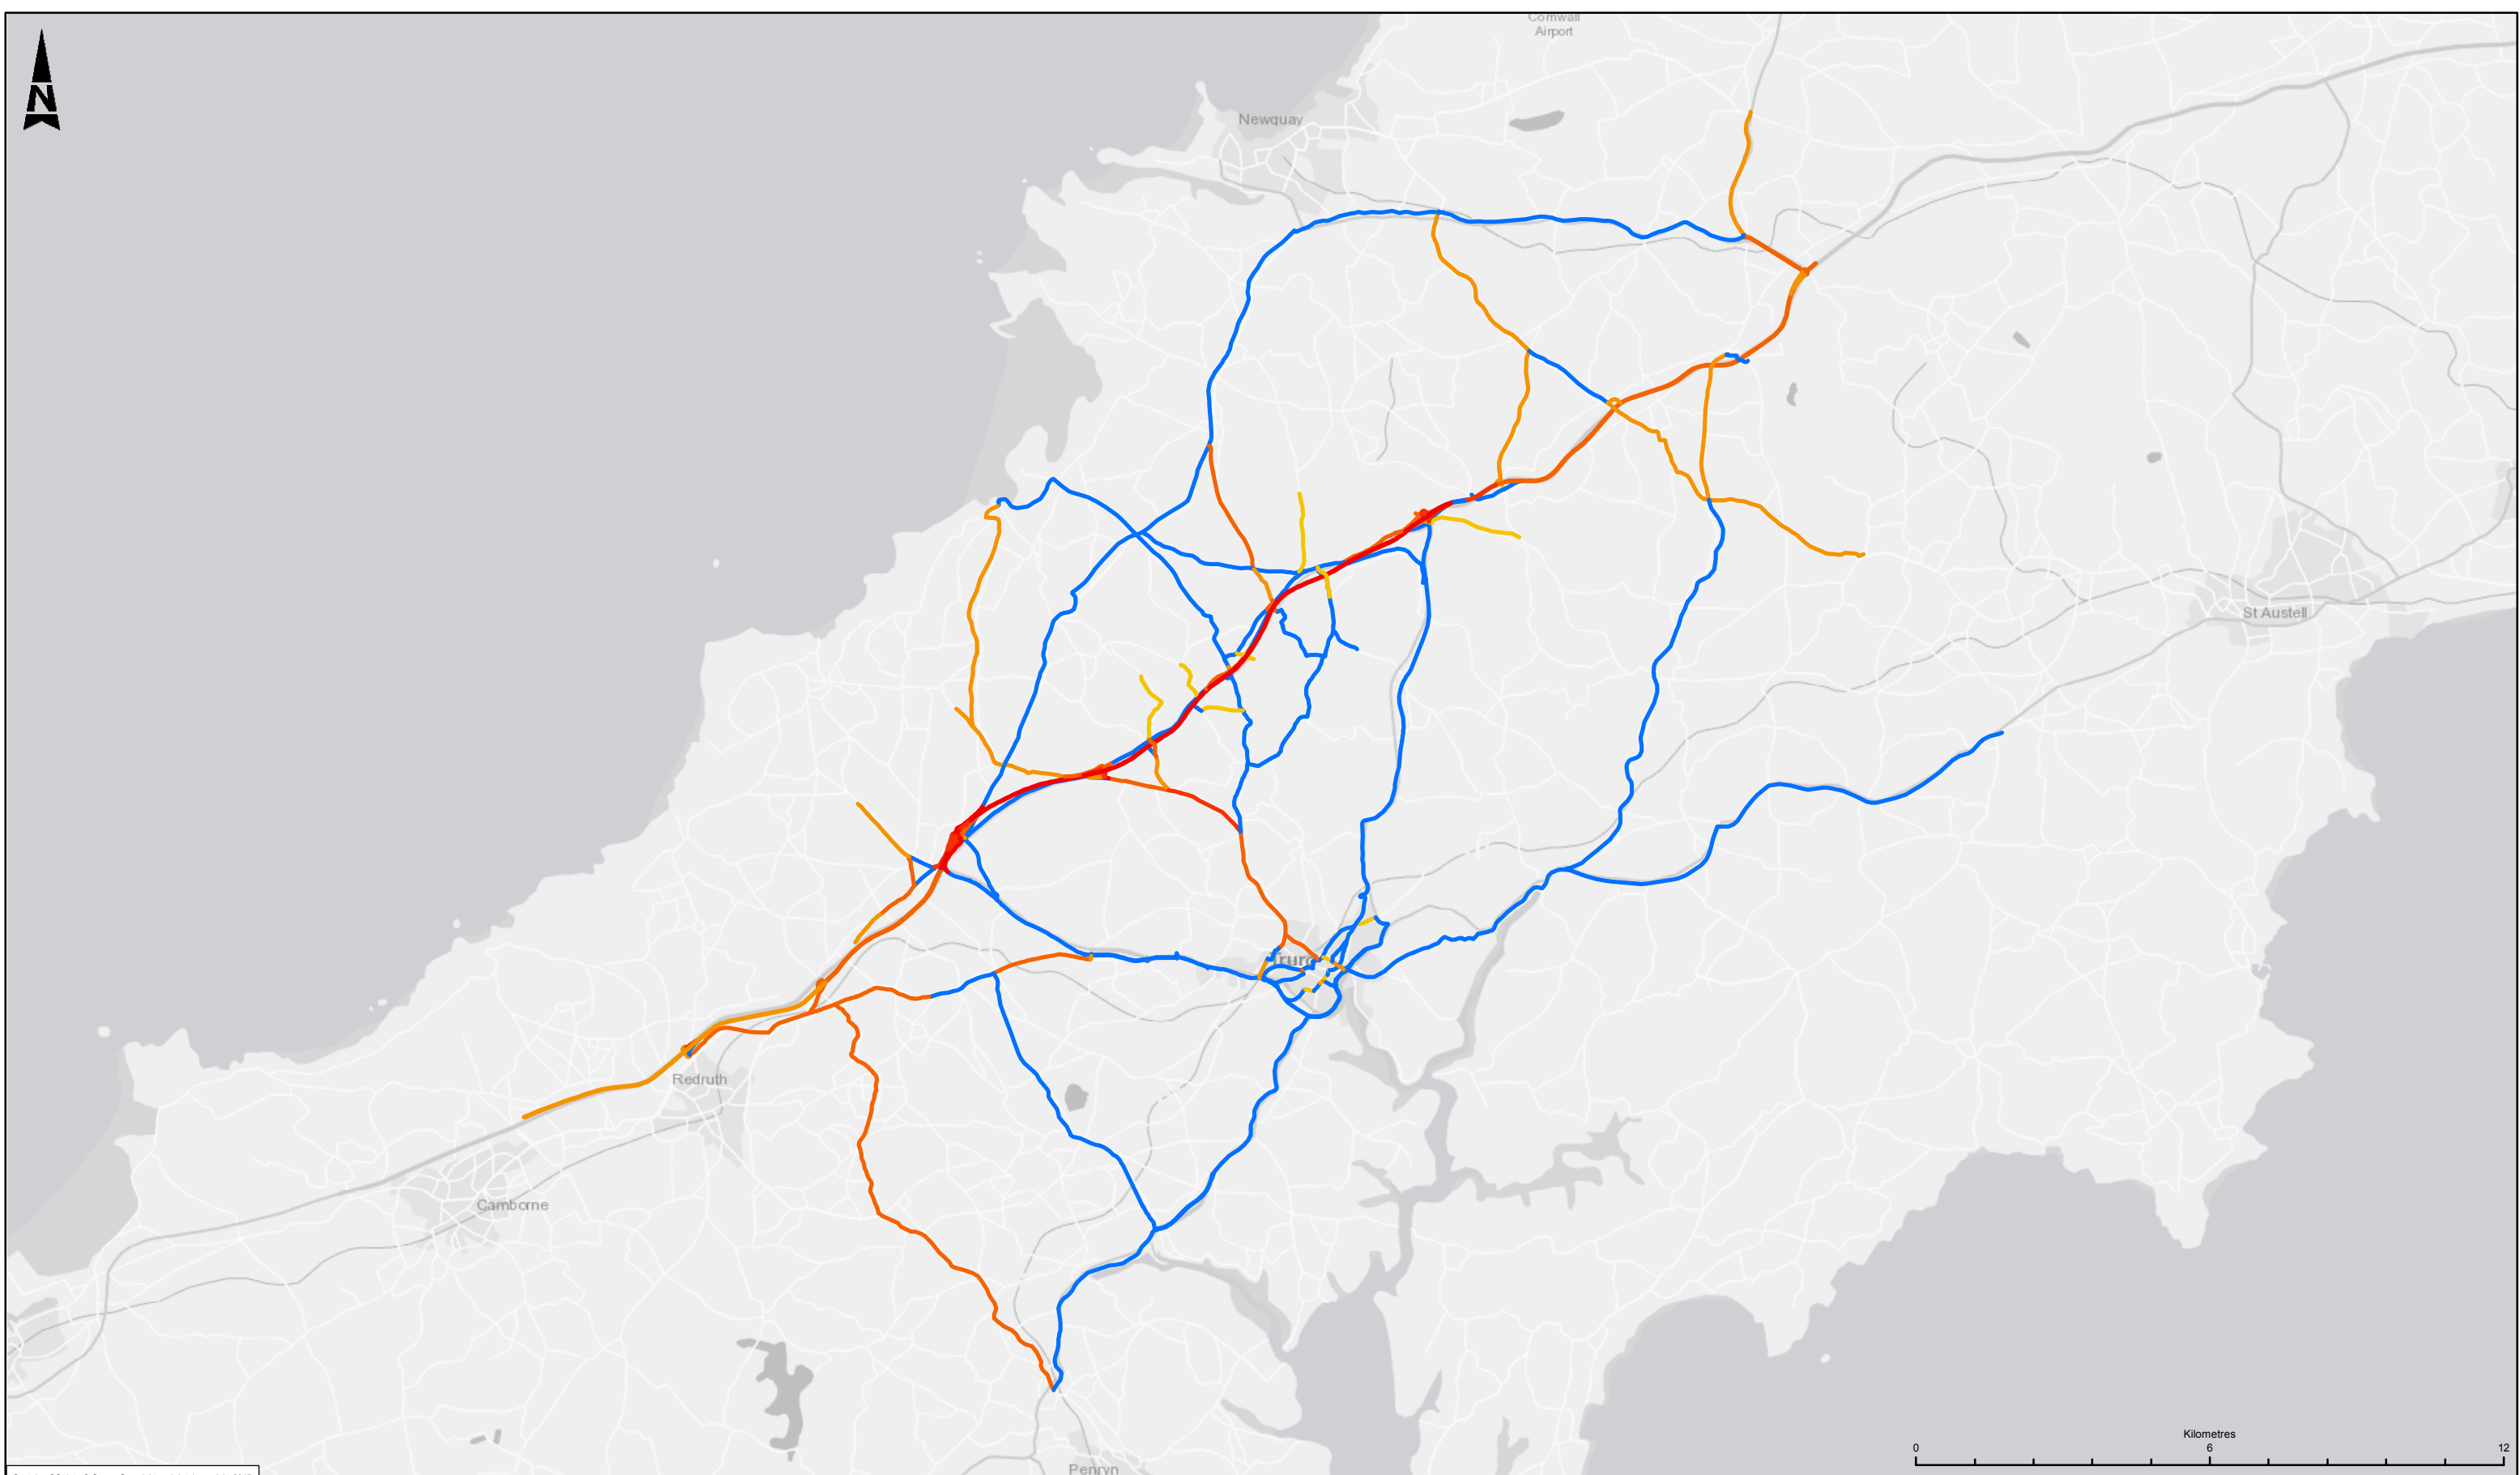 Cornwall
Airport
N
Newquay
St Austell
Truro
Redruth
Camborne
Kilometres
0 6 12
Penryn